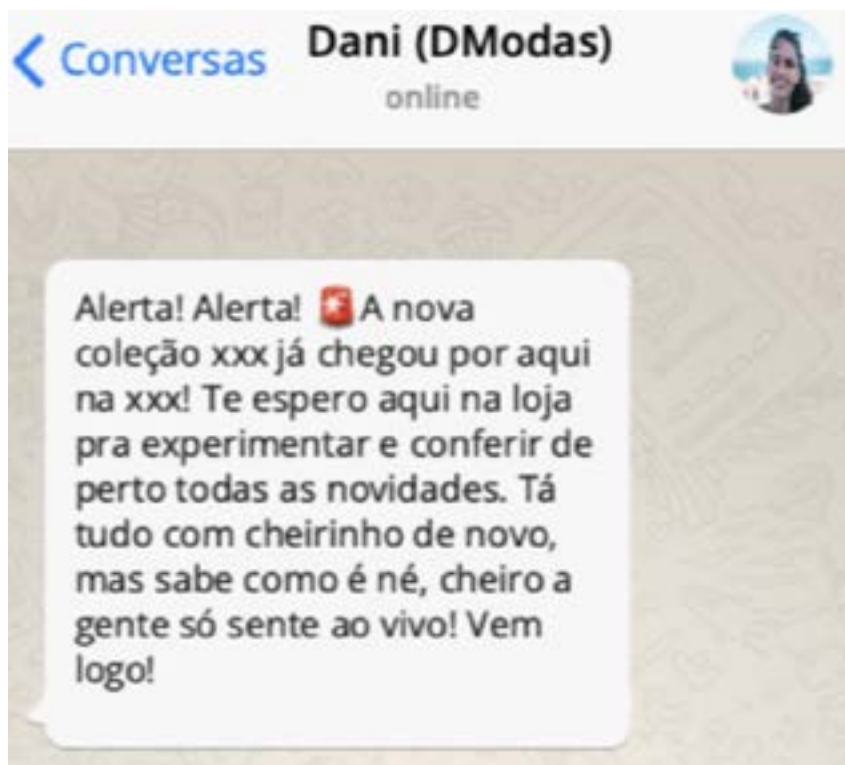 Conversas
Dani (DModas)
online
Alerta! Alerta! 🚨 A nova
coleção xxx já chegou por aqui
na xxx! Te espero aqui na loja
pra experimentar e conferir de
perto todas as novidades. Tá
tudo com cheirinho de novo,
mas sabe como é né, cheiro a
gente só sente ao vivo! Vem
logo!